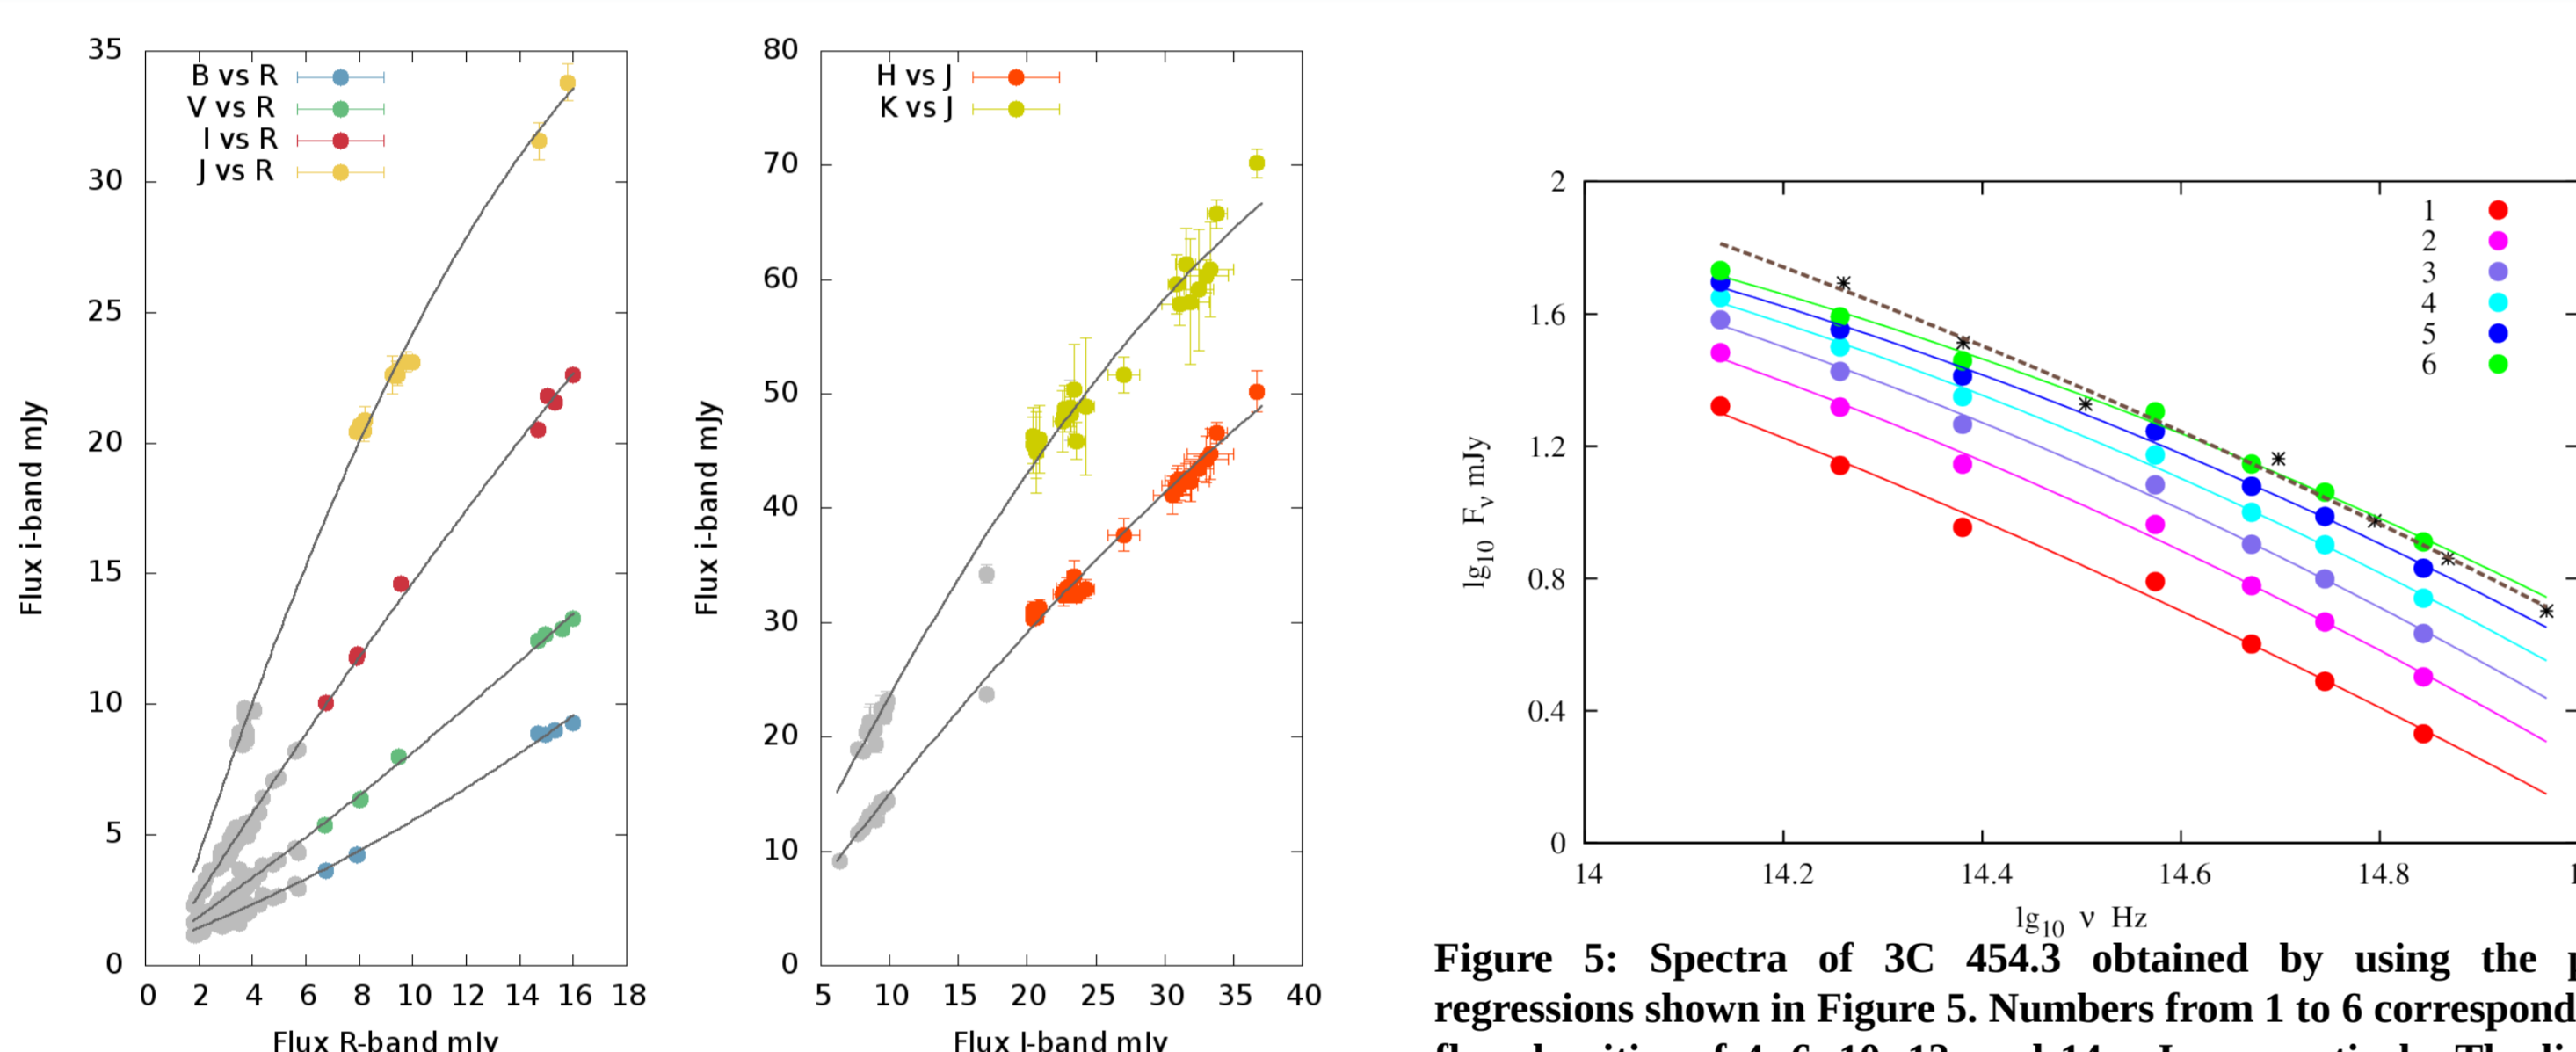 35
30
25
20
15
10
5
0
Flux i-band mJy
B vs R
V vs R
I vs R
J vs R
0 2 4 6 8 10 12 14 16 18
Flux R-band mJy
80
70
60
50
40
30
20
10
0
Flux i-band mJy
H vs J
K vs J
5 10 15 20 25 30 35 40
Flux J-band mJy
2
1.6
1.2
0.8
0.4
0
lg10 Fν mJy
1
2
3
4
5
6
14 14.2 14.4 14.6 14.8
lg10 ν Hz
Figure 5: Spectra of 3C 454.3 obtained by using the
regressions shown in Figure 5. Numbers from 1 to 6 correspond